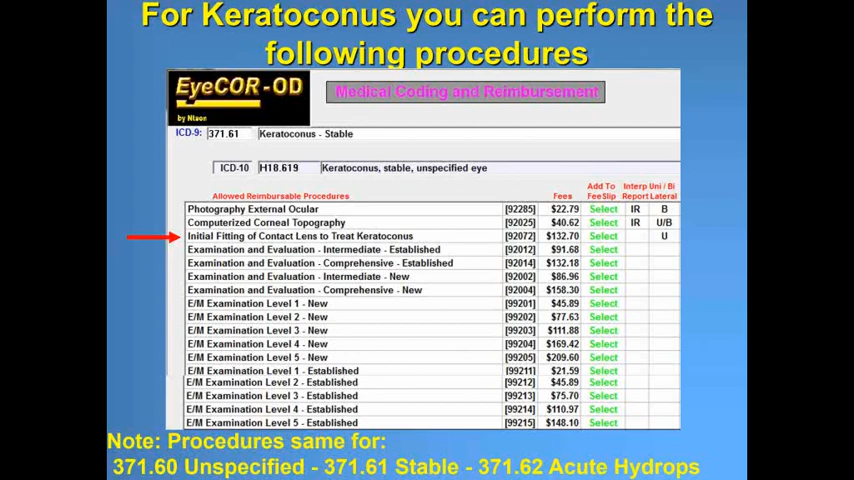 For Keratoconus you can perform the
following procedures
EyeCOR-OD
by Nteon
Medical Coding and Reimbursement
ICD-9: 371.61 Keratoconus - Stable
ICD-10 H18.619 Keratoconus, stable, unspecified eye
Add To Interp Uni / Bi
Allowed Reimbursable Procedures Fees FeeSlip Report Lateral
Photography External Ocular [92285] $22.79 Select IR B
Computerized Corneal Topography [92025] $40.62 Select IR U/B
Initial Fitting of Contact Lens to Treat Keratoconus [92072] $132.70 Select U
Examination and Evaluation - Intermediate - Established [92012] $91.68 Select
Examination and Evaluation - Comprehensive - Established [92014] $132.18 Select
Examination and Evaluation - Intermediate - New [92002] $86.96 Select
Examination and Evaluation - Comprehensive - New [92004] $158.30 Select
E/M Examination Level 1 - New [99201] $45.89 Select
E/M Examination Level 2 - New [99202] $77.63 Select
E/M Examination Level 3 - New [99203] $111.88 Select
E/M Examination Level 4 - New [99204] $169.42 Select
E/M Examination Level 5 - New [99205] $209.60 Select
E/M Examination Level 1 - Established [99211] $21.59 Select
E/M Examination Level 2 - Established [99212] $45.89 Select
E/M Examination Level 3 - Established [99213] $75.70 Select
E/M Examination Level 4 - Established [99214] $110.97 Select
E/M Examination Level 5 - Established [99215] $148.10 Select
Note: Procedures same for:
371.60 Unspecified - 371.61 Stable - 371.62 Acute Hydrops